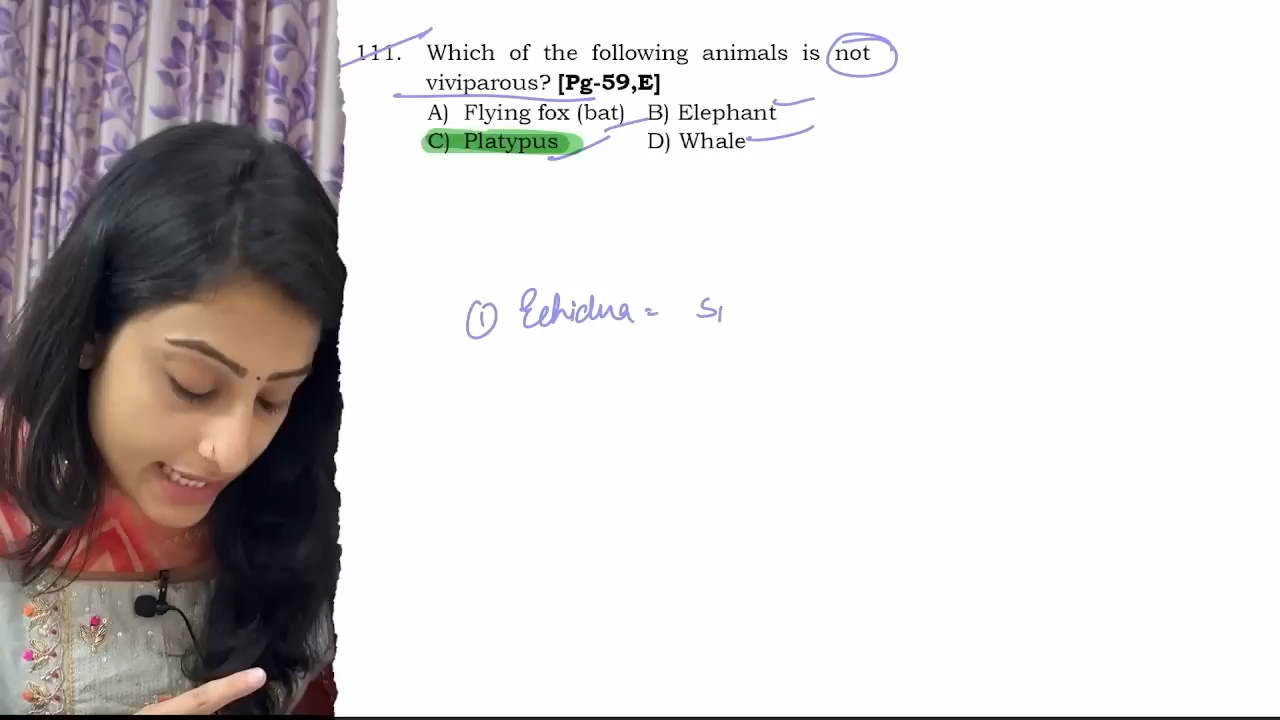 111. Which of the following animals is not
viviparous? [Pg-59,E]
A) Flying fox (bat) B) Elephant
C) Platypus D) Whale
① Echidna =